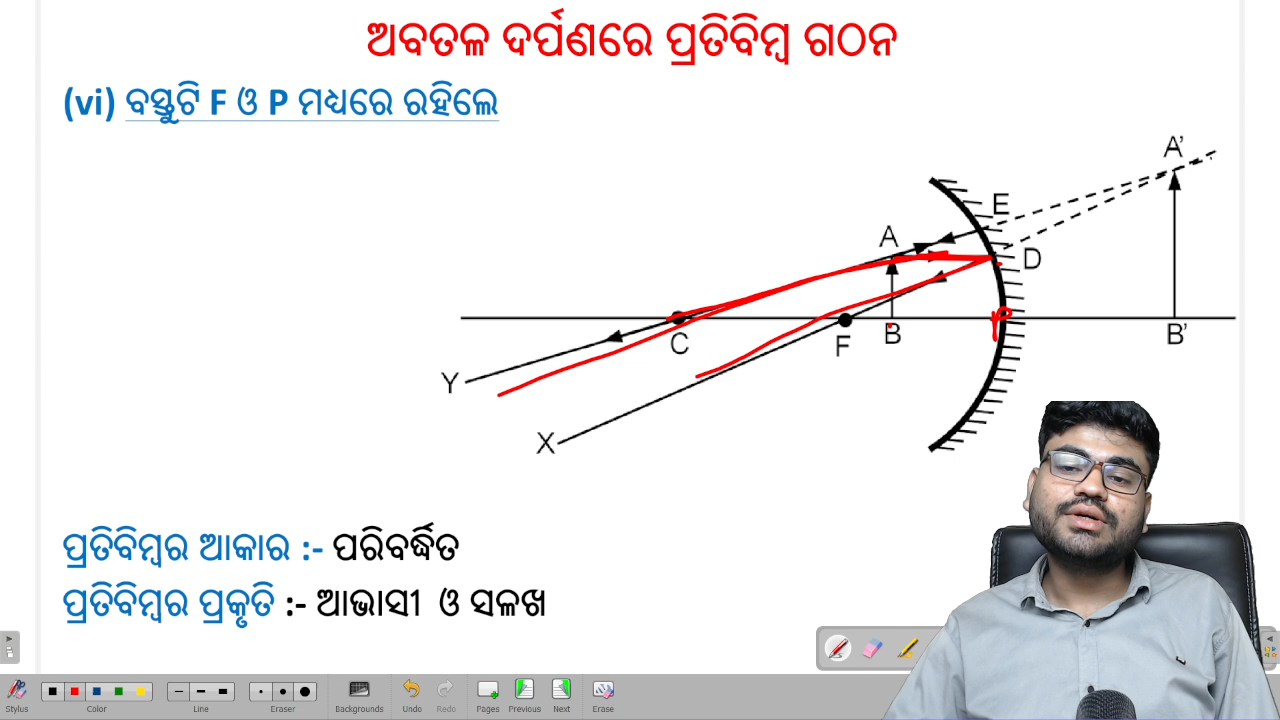 ଅବତଳ ଦର୍ପଣରେ ପ୍ରତିବିମ୍ବ ଗଠନ
(vi) ବସ୍ତୁଟି F ଓ P ମଧ୍ୟରେ ରହିଲେ
A’
E
A
D
P
C
F
B
B’
Y
X
ପ୍ରତିବିମ୍ବର ଆକାର :- ପରିବର୍ଦ୍ଧିତ
ପ୍ରତିବିମ୍ବର ପ୍ରକୃତି :- ଆଭାସୀ ଓ ସଳଖ
Stylus Color Line Eraser Backgrounds Undo Redo Pages Previous Next Erase